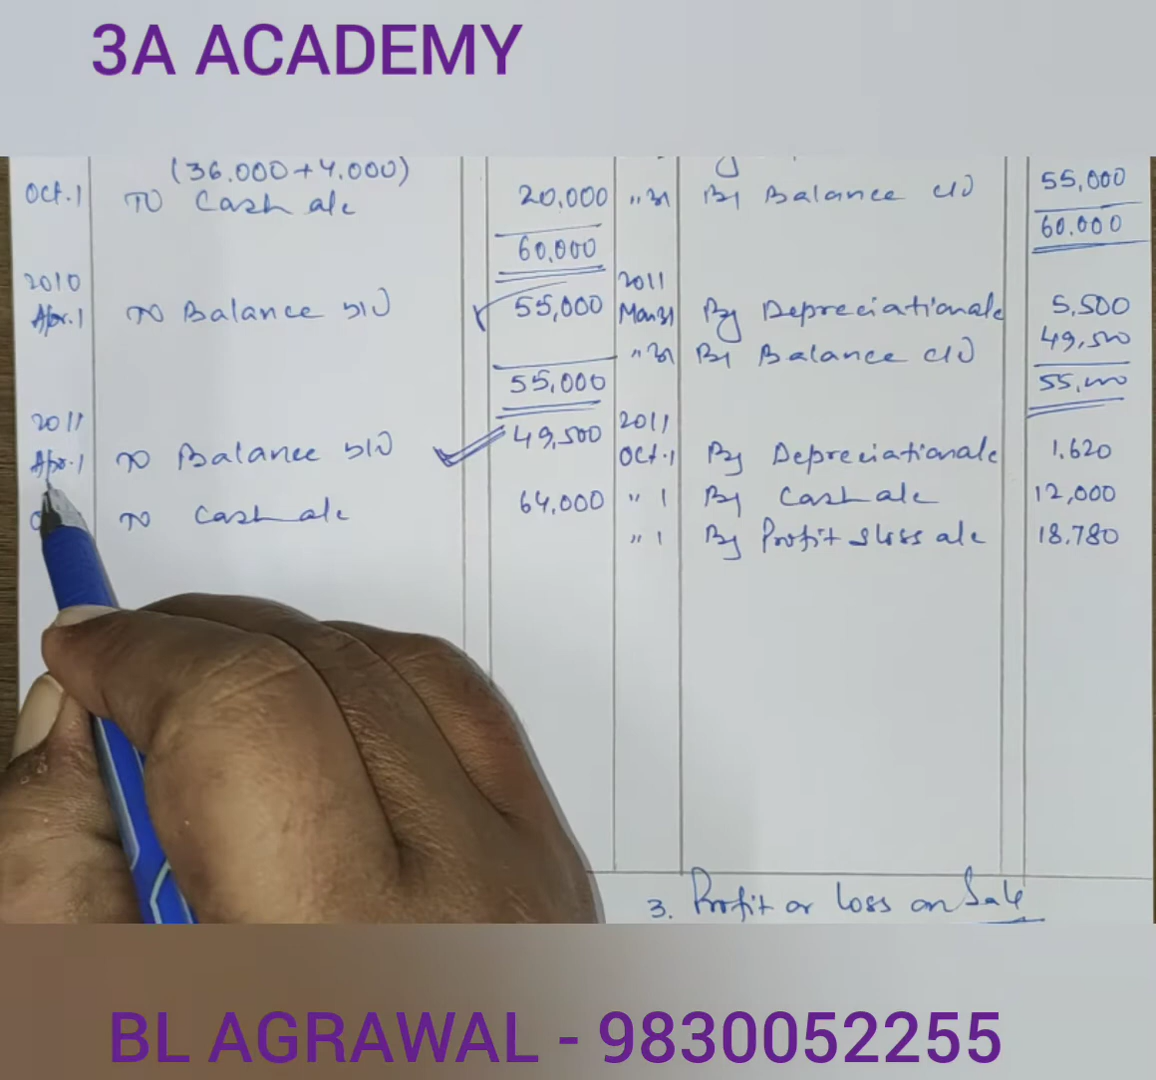 3A ACADEMY
(36.000+4.000)
Oct.1 TO Cash a/c 20,000 " 31 By Balance c/d 55,000
60,000 60.000
2010 2011
Apr.1 TO Balance b/d 55,000 Mar31 By Depreciation a/c 5,500
" 31 By Balance c/d 49,500
55,000 55,000
2011 2011
Apr.1 TO Balance b/d 49,500 Oct.1 By Depreciation a/c 1.620
TO Cash a/c 64,000 " 1 By Cash a/c 12,000
" 1 By Profit & Loss a/c 18.780
3. Profit or Loss on Sale
BL AGRAWAL - 9830052255